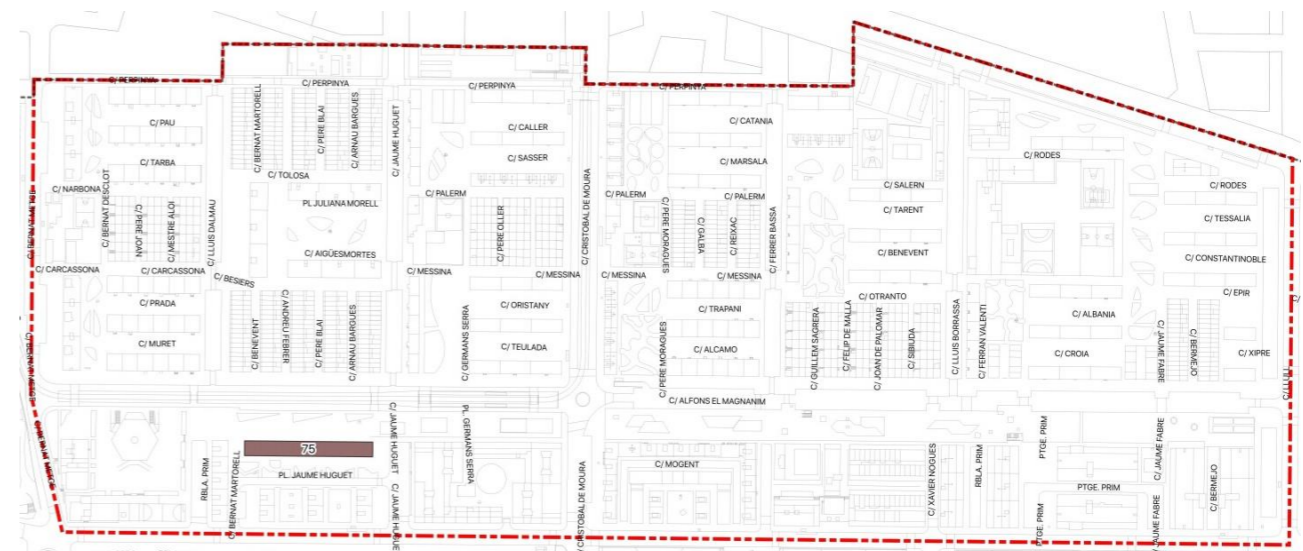 C/ PERPINYA
C/ PERPINYA
C/ PERPINYA
C/ PERPINYA
C/ PAU
C/ BERNAT MARTORELL
C/ PERE BLAI
C/ ARNAU BARGUES
C/ JAUME HUGUET
C/ CALLER
C/ CATANIA
C/ TARBA
C/ SASSER
C/ MARSALA
C/ RODES
C/ TOLOSA
C/ NARBONA
C/ BERNAT DESCLOT
C/ PERE JOAN
C/ MESTRE ALOI
C/ LLUIS DALMAU
PL JULIANA MORELL
C/ PALERM
C/ PERE OLLER
C/ CRISTOBAL DE MOURA
C/ PALERM
C/ PERE MORAGUES
C/ GALBA
C/ REIXAC
C/ PALERM
C/ FERRER BASSA
C/ SALERN
C/ TARENT
C/ RODES
C/ TESSALIA
C/ AIGÜESMORTES
C/ BENEVENT
C/ CONSTANTINOBLE
C/ CARCASSONA
C/ CARCASSONA
C/ BESIERS
C/ MESSINA
C/ MESSINA
C/ MESSINA
C/ MESSINA
C/ EPIR
C/ PRADA
C/ BENEVENT
C/ ANDREU FEBRER
C/ PERE BLAI
C/ ARNAU BARGUES
C/ GERMANS SERRA
C/ ORISTANY
C/ TRAPANI
C/ OTRANTO
C/ ALBANIA
C/ MURET
C/ TEULADA
C/ PERE MORAGUES
C/ ALCAMO
C/ GUILLEM SAGRERA
C/ FELIP DE MALLA
C/ JOAN DE PALOMAR
C/ SIBIUDA
C/ LLUIS BORRASSA
C/ FERRAN VALENTI
C/ CROIA
C/ JAUME FABRE
C/ BERMEJO
C/ XIPRE
C/ ALFONS EL MAGNANIM
75
RBLA. PRIM
C/ BERNAT MARTORELL
PL. JAUME HUGUET
C/ JAUME HUGUET
C/ JAUME HUGUE
PL. GERMANS SERRA
C/ CRISTOBAL DE MOURA
C/ MOGENT
C/ XAVIER NOGUES
RBLA. PRIM
PTGE. PRIM
PTGE. PRIM
PTGE. PRIM
C/ JAUME FABRE
JAUME FABRE
C/ BERMEJO